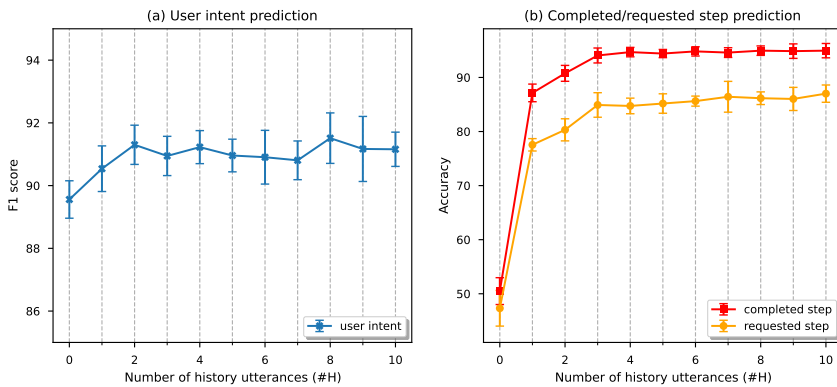 (a) User intent prediction
94
92
90
88
86
F1 score
0 2 4 6 8 10
Number of history utterances (#H)
user intent
(b) Completed/requested step prediction
90
80
70
60
50
Accuracy
0 2 4 6 8 10
Number of history utterances (#H)
completed step
requested step